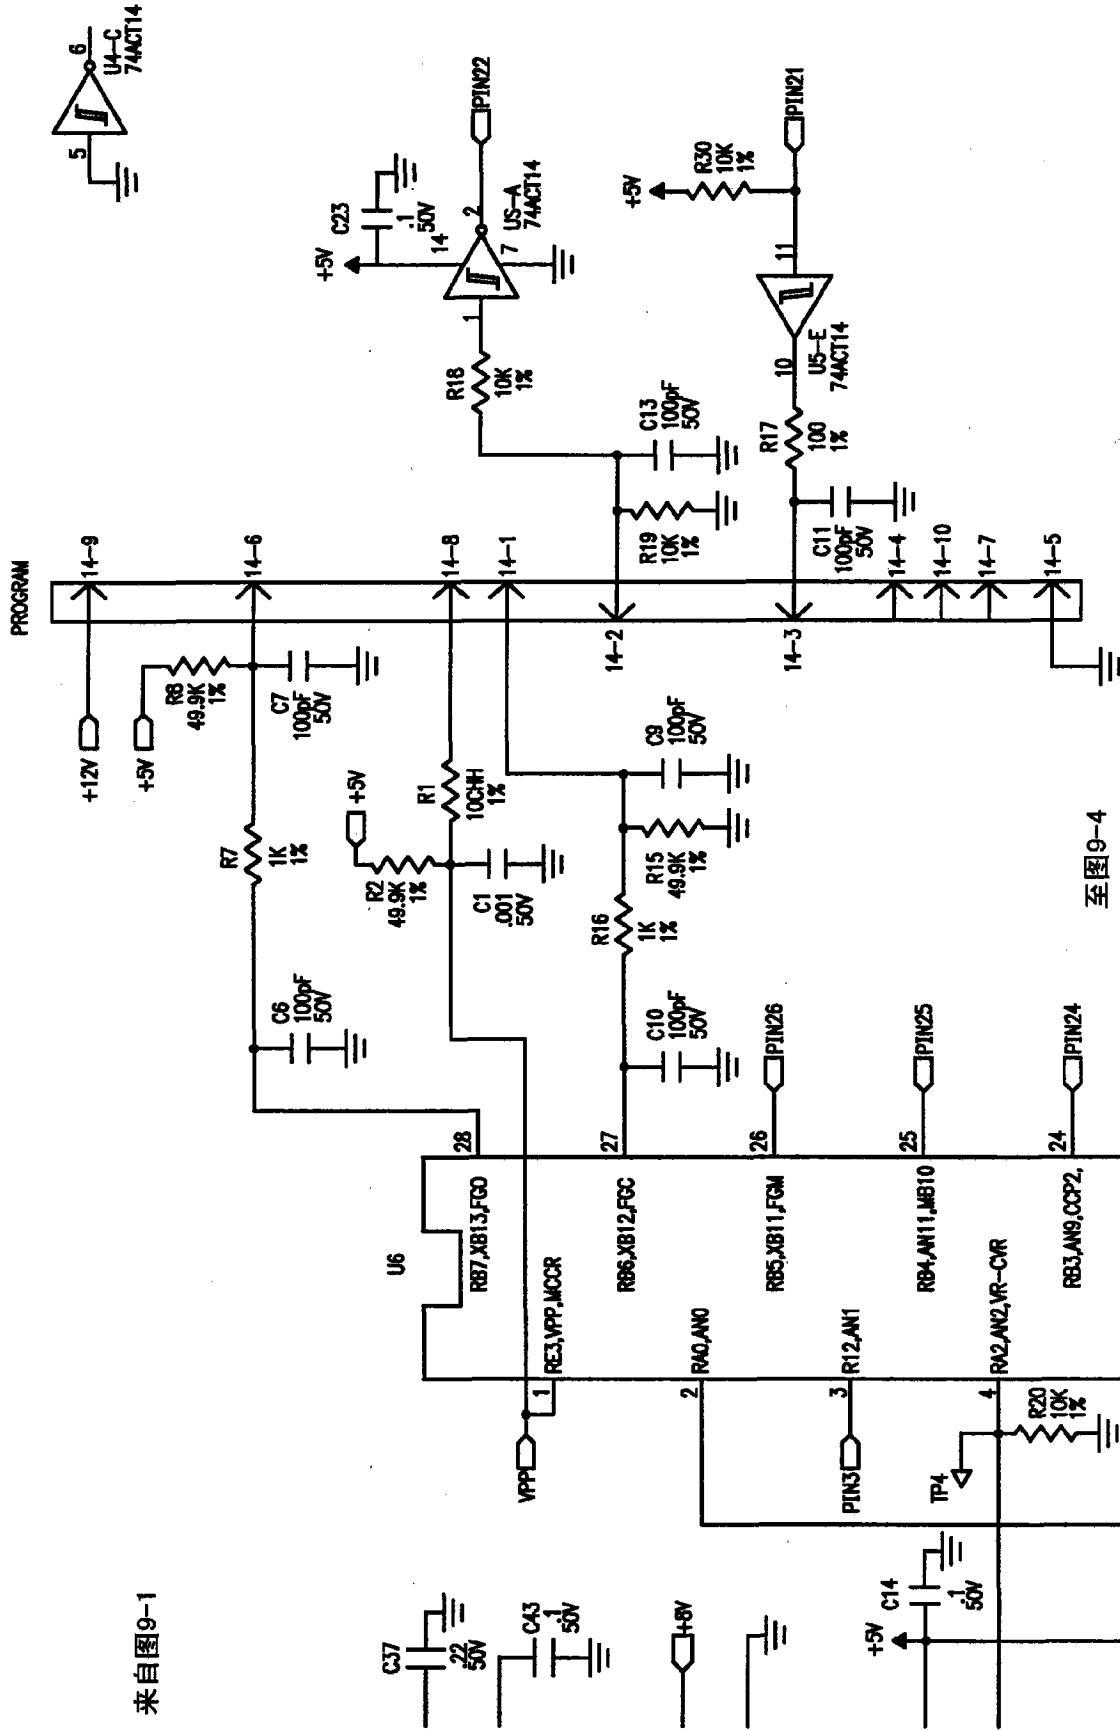 来自图9-1
至图9-4
PROGRAM
5
6
U4-C
74ACT14
+12V
14-9
+5V
R8
49.9K
1%
14-6
C7
100pF
50V
R7
1K
1%
C6
100pF
50V
+5V
R2
49.9K
1%
R1
10CHH
1%
14-8
C1
.001
50V
14-1
C9
100pF
50V
R15
49.9K
1%
R16
1K
1%
C10
100pF
50V
+5V
C23
.1
50V
14
1
2
7
US-A
74ACT14
PIN22
R18
10K
1%
C13
100pF
50V
R19
10K
1%
14-2
+5V
R30
10K
1%
PIN21
11
10
U5-E
74ACT14
R17
100
1%
C11
100pF
50V
14-3
14-4
14-10
14-7
14-5
U6
28
RB7,XB13,FGD
27
RB6,XB12,FGC
26
RB5,XB11,FGM
PIN26
25
RB4,AN11,MB10
PIN25
24
RB3,AN9,CCP2,
PIN24
VPP
1
RE3,VPP,MCCR
2
RA0,AN0
PIN3
3
R12,AN1
4
RA2,AN2,VR-CVR
TP4
R20
10K
1%
C37
.22
50V
C43
.1
50V
+8V
+5V
C14
.1
50V